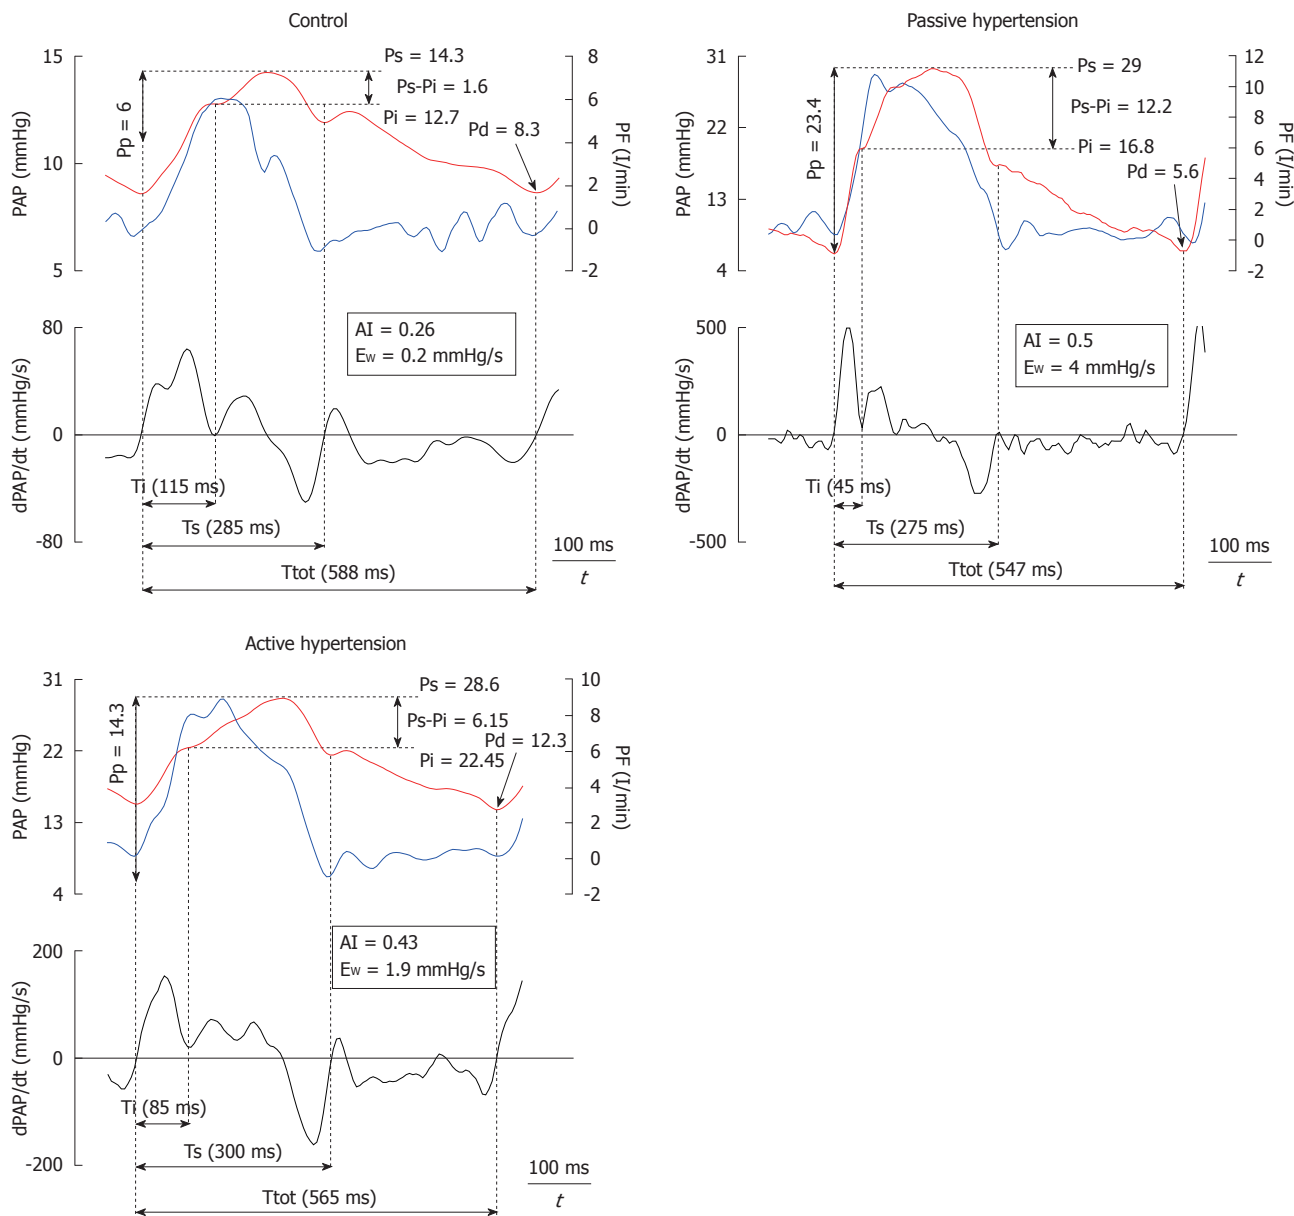 Control
15
10
5
PAP (mmHg)
Pp = 6
Ps = 14.3
Ps-Pi = 1.6
Pi = 12.7
Pd = 8.3
8
6
4
2
0
-2
PF (I/min)
80
0
-80
dPAP/dt (mmHg/s)
AI = 0.26
Ew = 0.2 mmHg/s
Ti (115 ms)
Ts (285 ms)
Ttot (588 ms)
100 ms
t
Passive hypertension
31
22
13
4
PAP (mmHg)
Pp = 23.4
Ps = 29
Ps-Pi = 12.2
Pi = 16.8
Pd = 5.6
12
10
8
6
4
2
0
-2
PF (I/min)
500
0
-500
dPAP/dt (mmHg/s)
AI = 0.5
Ew = 4 mmHg/s
Ti (45 ms)
Ts (275 ms)
Ttot (547 ms)
100 ms
t
Active hypertension
31
22
13
4
PAP (mmHg)
Pp = 14.3
Ps = 28.6
Ps-Pi = 6.15
Pd = 12.3
Pi = 22.45
10
8
6
4
2
0
-2
PF (I/min)
200
0
-200
dPAP/dt (mmHg/s)
AI = 0.43
Ew = 1.9 mmHg/s
Ti (85 ms)
Ts (300 ms)
Ttot (565 ms)
100 ms
t